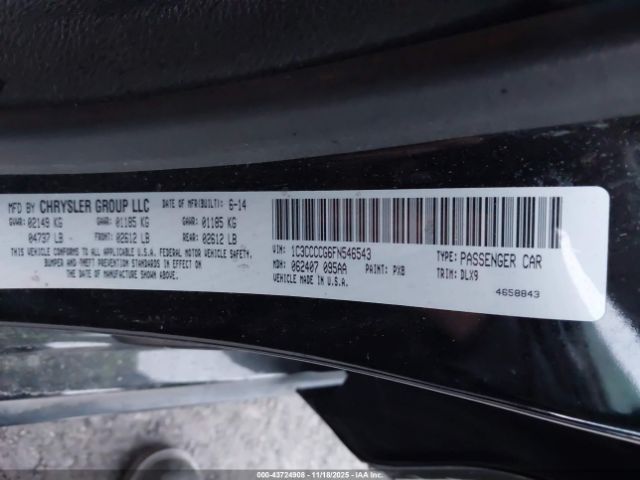 MFD BY CHRYSLER GROUP LLC DATE OF MFR(BUILT): 6-14
GVWR: 02149 KG GAWR: 01185 KG GAWR: 01185 KG
04737 LB FRONT: 02612 LB REAR: 02612 LB
THIS VEHICLE CONFORMS TO ALL APPLICABLE U.S.A.
FEDERAL MOTOR VEHICLE SAFETY,
BUMPER AND THEFT PREVENTION STANDARDS IN EFFECT ON
THE DATE OF MANUFACTURE SHOWN ABOVE.
VIN: 1C3CCCCG6FN546543 TYPE: PASSENGER CAR
MDH: 062407 095AA PAINT: PX8 TRIM: DLX9
VEHICLE MADE IN U.S.A.
4658843
000-43724908 - 11/18/2025 - IAAI.COM